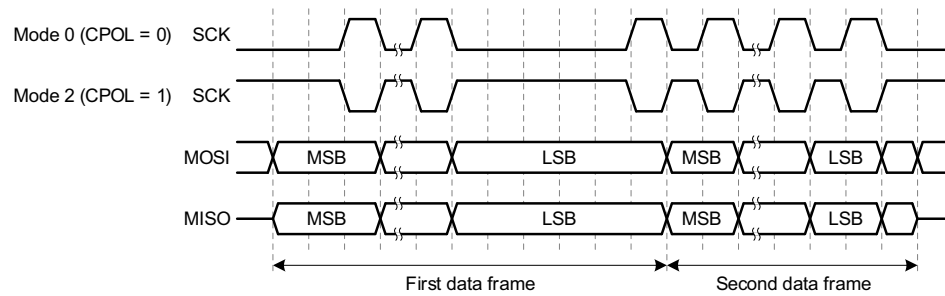 Mode 0 (CPOL = 0) SCK
Mode 2 (CPOL = 1) SCK
MOSI MSB LSB MSB LSB
MISO MSB LSB MSB LSB
First data frame Second data frame